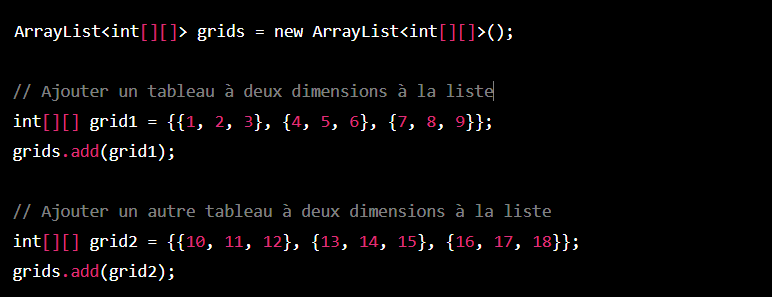 ArrayList<int[][]> grids = new ArrayList<int[][]>();
// Ajouter un tableau à deux dimensions à la liste
int[][] grid1 = {{1, 2, 3}, {4, 5, 6}, {7, 8, 9}};
grids.add(grid1);
// Ajouter un autre tableau à deux dimensions à la liste
int[][] grid2 = {{10, 11, 12}, {13, 14, 15}, {16, 17, 18}};
grids.add(grid2);